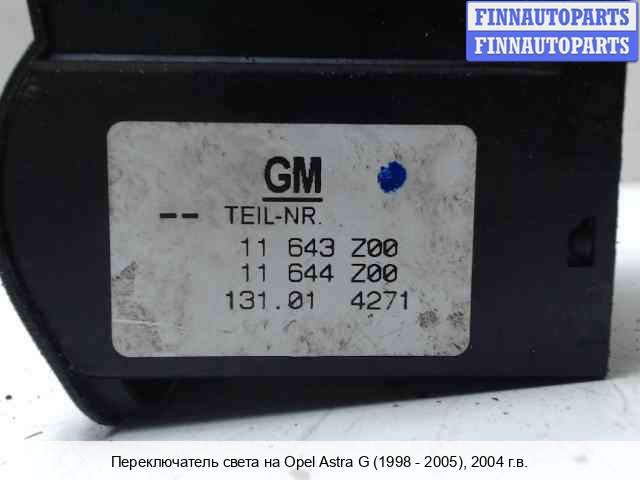 FINNAUTOPARTS
FINNAUTOPARTS
GM
-- TEIL-NR.
11 643 Z00
11 644 Z00
131.01 4271
Переключатель света на Opel Astra G (1998 - 2005), 2004 г.в.